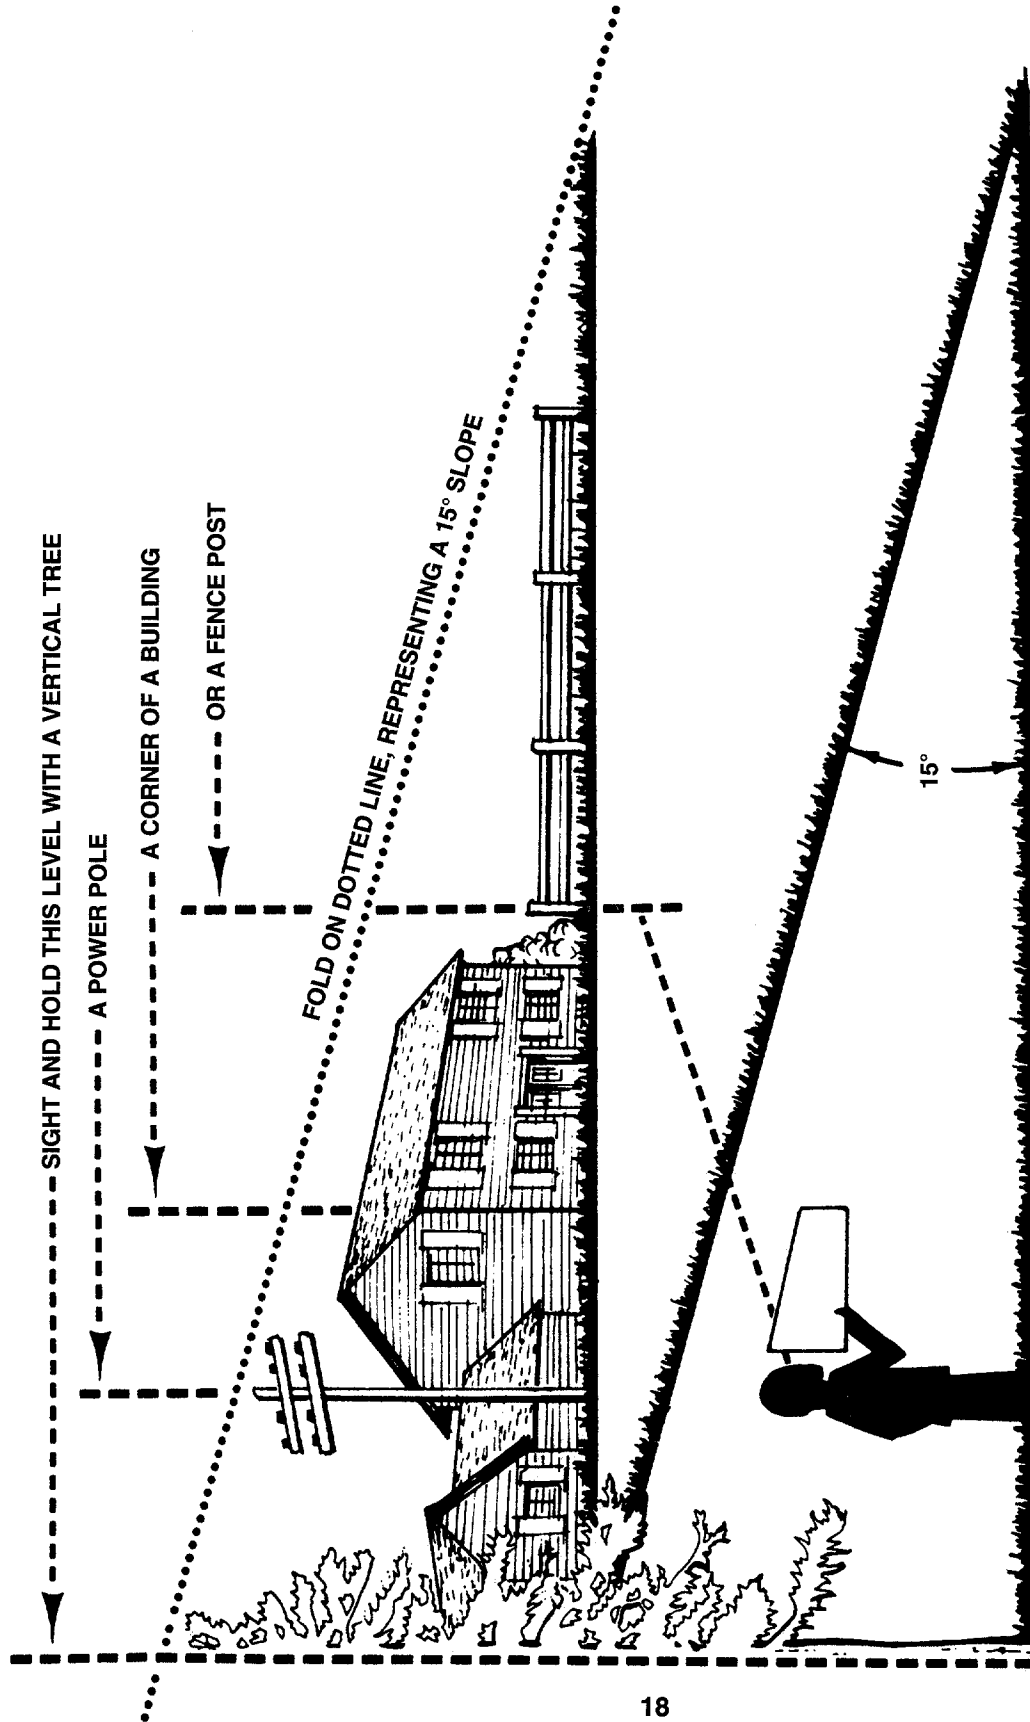 SIGHT AND HOLD THIS LEVEL WITH A VERTICAL TREE
A POWER POLE
A CORNER OF A BUILDING
OR A FENCE POST
FOLD ON DOTTED LINE, REPRESENTING A 15° SLOPE
15°
18